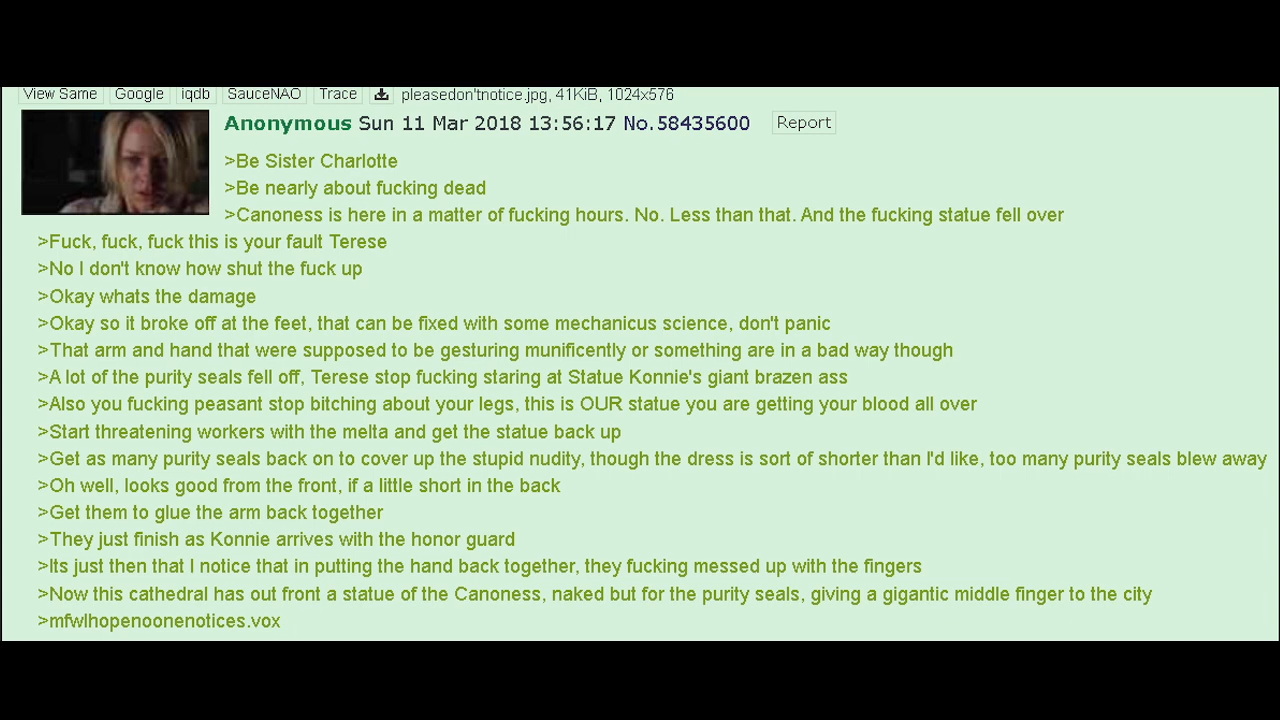 View Same Google iqdb SauceNAO Trace pleasedon'tnotice.jpg, 41KiB, 1024x576
Anonymous Sun 11 Mar 2018 13:56:17 No.58435600 Report
>Be Sister Charlotte
>Be nearly about fucking dead
>Canoness is here in a matter of fucking hours. No. Less than that. And the fucking statue fell over
>Fuck, fuck, fuck this is your fault Terese
>No I don't know how shut the fuck up
>Okay whats the damage
>Okay so it broke off at the feet, that can be fixed with some mechanicus science, don't panic
>That arm and hand that were supposed to be gesturing munificently or something are in a bad way though
>A lot of the purity seals fell off, Terese stop fucking staring at Statue Konnie's giant brazen ass
>Also you fucking peasant stop bitching about your legs, this is OUR statue you are getting your blood all over
>Start threatening workers with the melta and get the statue back up
>Get as many purity seals back on to cover up the stupid nudity, though the dress is sort of shorter than I'd like, too many purity seals blew away
>Oh well, looks good from the front, if a little short in the back
>Get them to glue the arm back together
>They just finish as Konnie arrives with the honor guard
>Its just then that I notice that in putting the hand back together, they fucking messed up with the fingers
>Now this cathedral has out front a statue of the Canoness, naked but for the purity seals, giving a gigantic middle finger to the city
>mfwIhopenoonenotices.vox